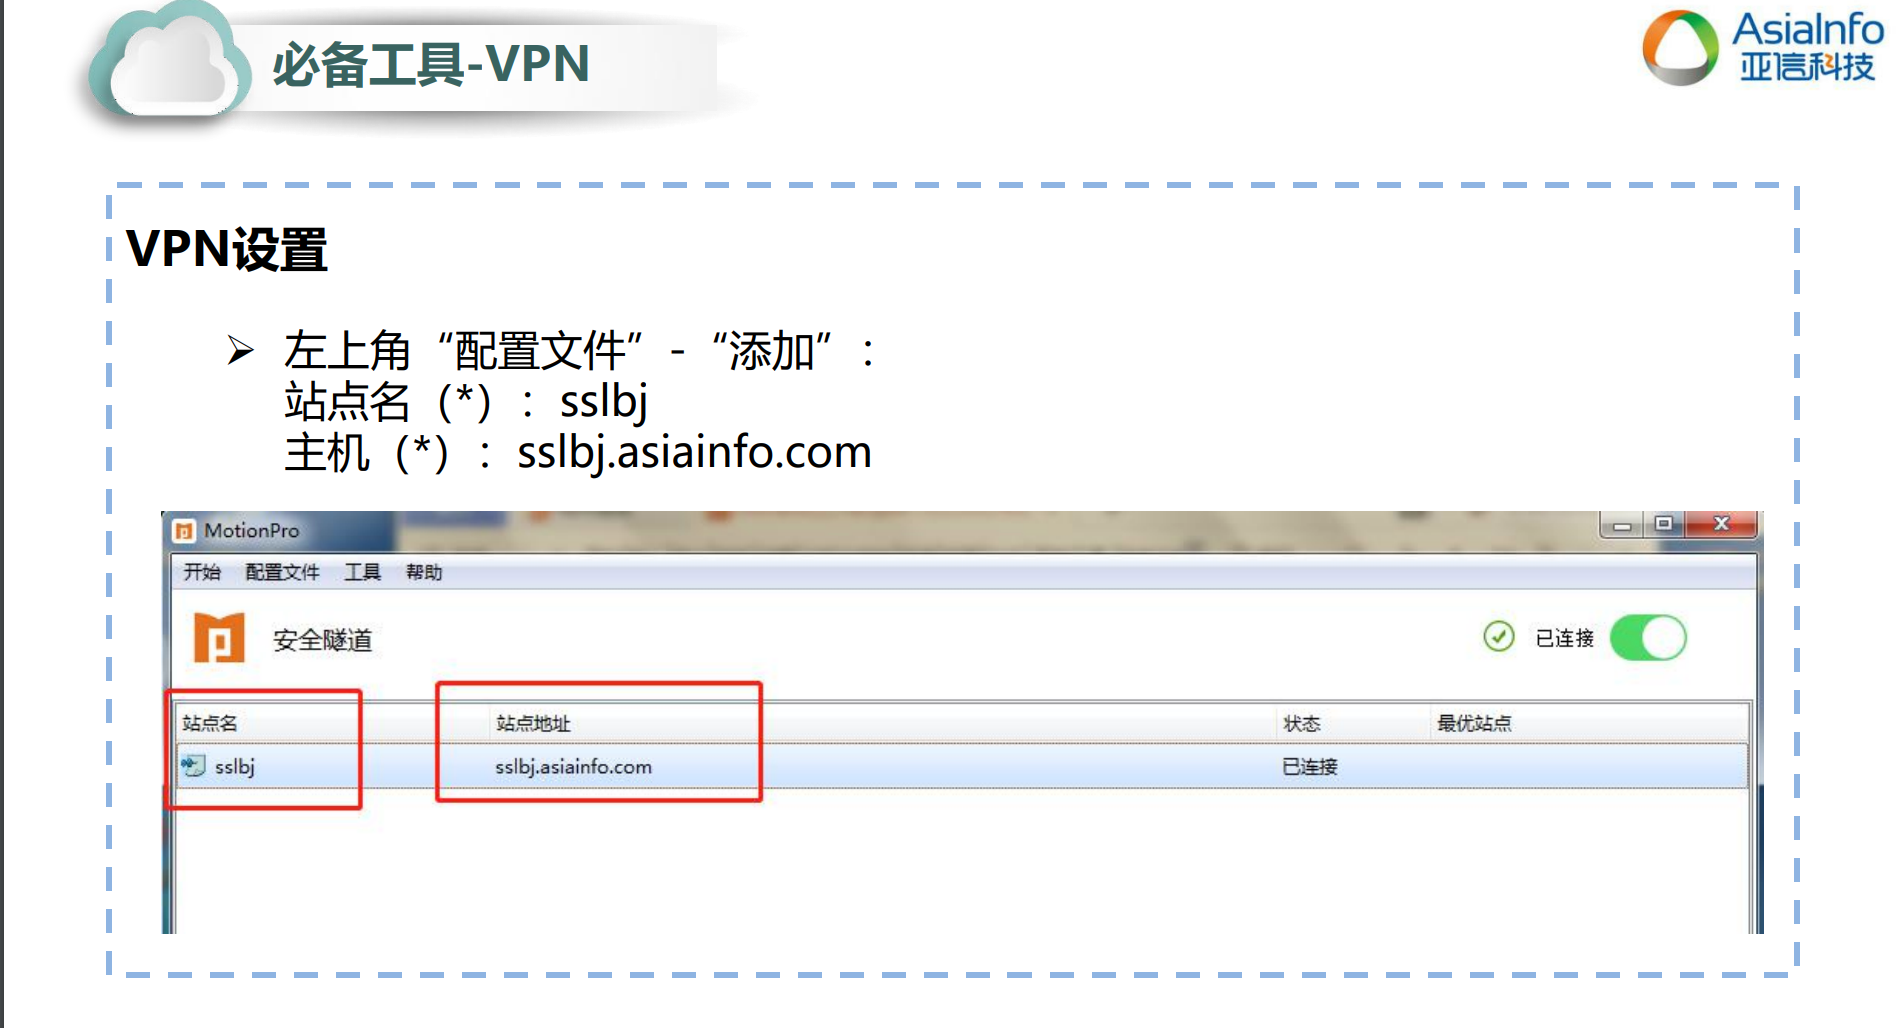 必备工具-VPN
AsiaInfo
亚信科技
VPN设置
➢ 左上角“配置文件” - “添加”：
站点名（*）：sslbj
主机（*）：sslbj.asiainfo.com
MotionPro
开始 配置文件 工具 帮助
安全隧道 已连接
站点名 站点地址 状态 最优站点
sslbj sslbj.asiainfo.com 已连接